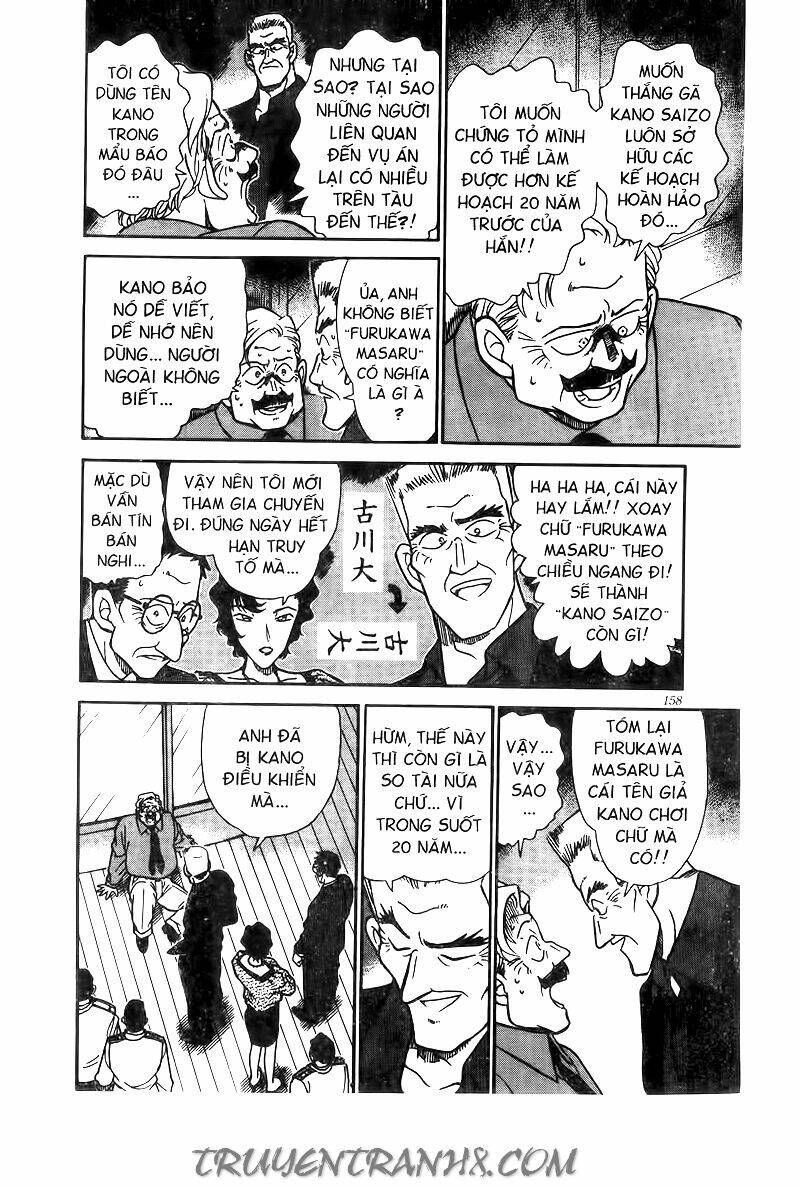 MUỐN
THẮNG GÃ
KANO SAIZO
LUÔN SỞ
HỮU CÁC
KẾ HOẠCH
HOÀN HẢO
ĐÓ...
TÔI MUỐN
CHỨNG TỎ MÌNH
CÓ THỂ LÀM
ĐƯỢC HƠN KẾ
HOẠCH 20 NĂM
TRƯỚC CỦA
HẮN!!
NHƯNG TẠI
SAO? TẠI SAO
NHỮNG NGƯỜI
LIÊN QUAN
ĐẾN VỤ ÁN
LẠI CÓ NHIỀU
TRÊN TÀU
ĐẾN THẾ?!
TÔI CÓ
DÙNG TÊN
KANO
TRONG
MẨU BÁO
ĐÓ ĐÂU
...
ỦA, ANH
KHÔNG BIẾT
"FURUKAWA
MASARU"
CÓ NGHĨA
LÀ GÌ À
?
KANO BẢO
NÓ DỄ VIẾT,
DỄ NHỚ NÊN
DÙNG... NGƯỜI
NGOÀI KHÔNG
BIẾT...
HA HA HA, CÁI NÀY
HAY LẮM!! XOAY
CHỮ "FURUKAWA
MASARU" THEO
CHIỀU NGANG ĐI!
SẼ THÀNH
"KANO SAIZO"
CÒN GÌ!
古川大
古川大
VẬY NÊN TÔI MỚI
THAM GIA CHUYẾN
ĐI. ĐÚNG NGÀY HẾT
HẠN TRUY
TỐ MÀ...
MẶC DÙ
VẪN
BÁN TÍN
BÁN
NGHI...
158
TÓM LẠI
FURUKAWA
MASARU LÀ
CÁI TÊN GIẢ
KANO CHƠI
CHỮ MÀ
CÓ!!
VẬY...
VẬY
SAO
...
HỪM, THẾ NÀY
THÌ CÒN GÌ LÀ
SO TÀI NỮA
CHỨ... VÌ
TRONG SUỐT
20 NĂM...
ANH ĐÃ
BỊ KANO
ĐIỀU KHIỂN
MÀ...
TRUYENTRANH8.COM